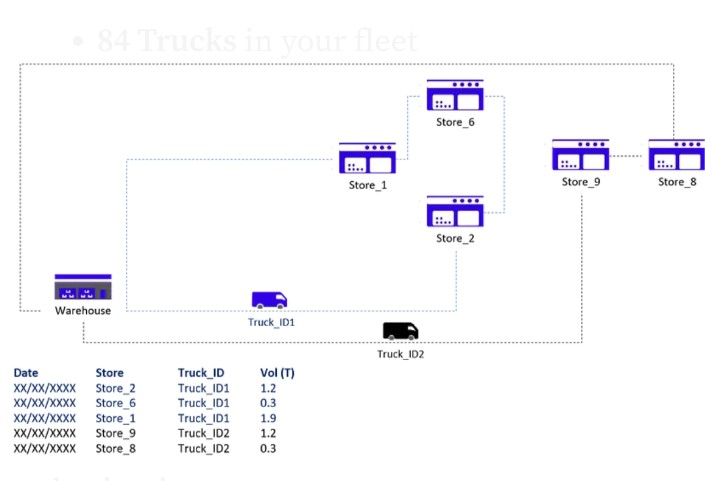 • 84 Trucks in your fleet
Store_6
Store_1
Store_9
Store_8
Store_2
Warehouse
Truck_ID1
Truck_ID2
Date Store Truck_ID Vol (T)
XX/XX/XXXX Store_2 Truck_ID1 1.2
XX/XX/XXXX Store_6 Truck_ID1 0.3
XX/XX/XXXX Store_1 Truck_ID1 1.9
XX/XX/XXXX Store_9 Truck_ID2 1.2
XX/XX/XXXX Store_8 Truck_ID2 0.3